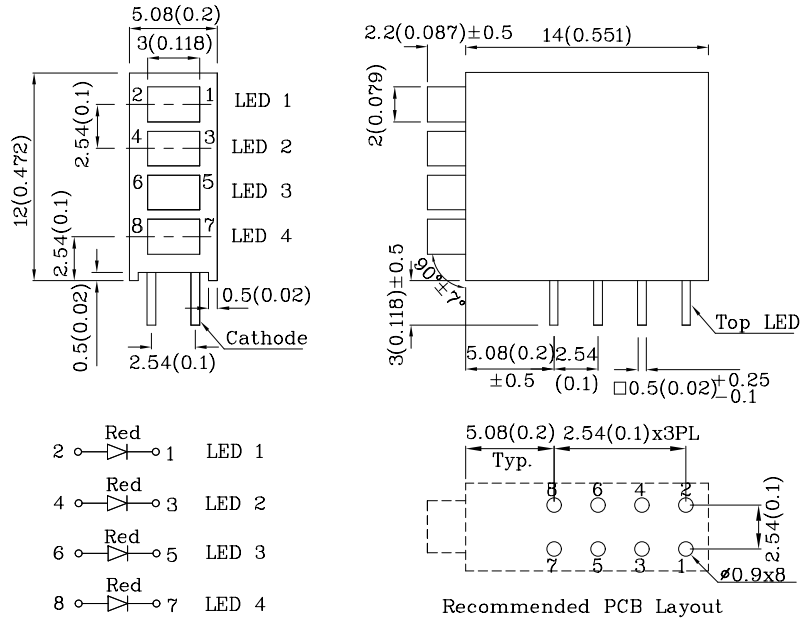 5.08(0.2)
3(0.118)
2 1 LED 1
4 3 LED 2
6 5 LED 3
8 7 LED 4
2.54(0.1)
12(0.472)
2.54(0.1)
0.5(0.02)
0.5(0.02)
Cathode
2.54(0.1)
2.2(0.087)±0.5
14(0.551)
2(0.079)
90°±7°
3(0.118)±0.5
Top LED
5.08(0.2)
±0.5
2.54
(0.1)
□0.5(0.02)+0.25
-0.1
Red
2 1 LED 1
Red
4 3 LED 2
Red
6 5 LED 3
Red
8 7 LED 4
5.08(0.2) 2.54(0.1)x3PL
Typ.
8 6 4 2
7 5 3 1
2.54(0.1)
ø0.9x8
Recommended PCB Layout